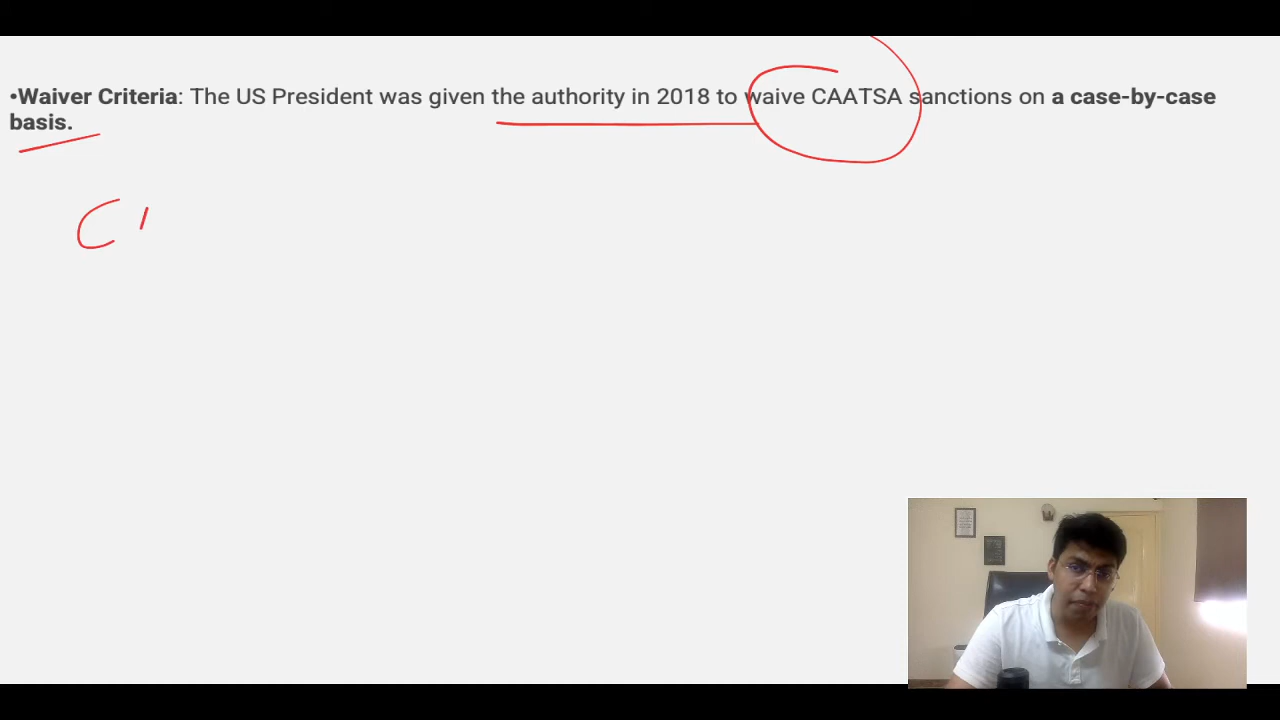 •Waiver Criteria: The US President was given the authority in 2018 to waive CAATSA sanctions on a case-by-case
basis.
C